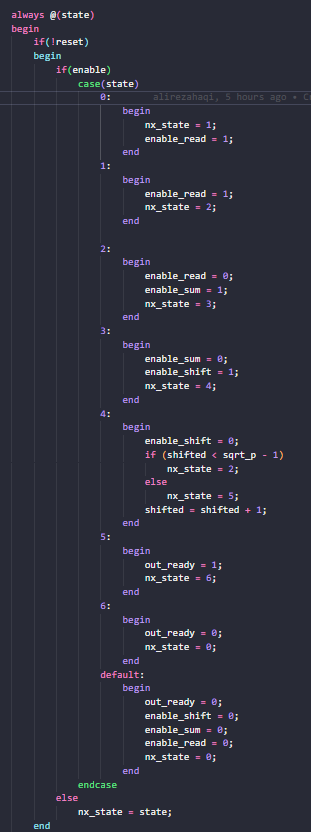 always @(state)
begin
    if(!reset)
    begin
        if(enable)
            case(state)
                0:        alirezahaqi, 5 hours ago •
                    begin
                        nx_state = 1;
                        enable_read = 1;
                    end
                1:
                    begin
                        enable_read = 1;
                        nx_state = 2;
                    end

                2:
                    begin
                        enable_read = 0;
                        enable_sum = 1;
                        nx_state = 3;
                    end
                3:
                    begin
                        enable_sum = 0;
                        enable_shift = 1;
                        nx_state = 4;
                    end
                4:
                    begin
                        enable_shift = 0;
                        if (shifted < sqrt_p - 1)
                            nx_state = 2;
                        else
                            nx_state = 5;
                        shifted = shifted + 1;
                    end
                5:
                    begin
                        out_ready = 1;
                        nx_state = 6;
                    end
                6:
                    begin
                        out_ready = 0;
                        nx_state = 0;
                    end
                default:
                    begin
                        out_ready = 0;
                        enable_shift = 0;
                        enable_sum = 0;
                        enable_read = 0;
                        nx_state = 0;
                    end
            endcase
        else
            nx_state = state;
    end